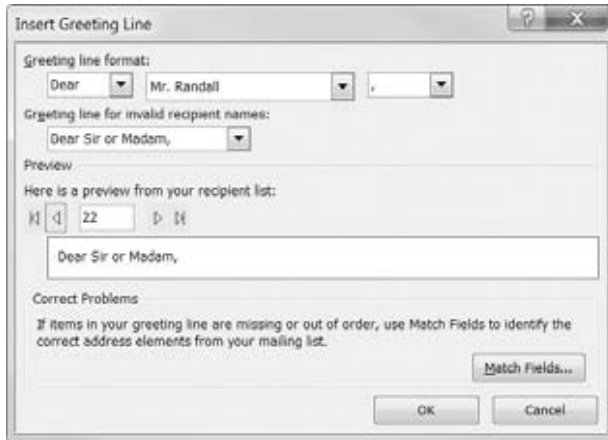 Insert Greeting Line
Greeting line format:
Dear Mr. Randall ,
Greeting line for invalid recipient names:
Dear Sir or Madam,
Preview
Here is a preview from your recipient list:
22
Dear Sir or Madam,
Correct Problems
If items in your greeting line are missing or out of order, use Match Fields to identify the
correct address elements from your mailing list.
Match Fields...
OK Cancel